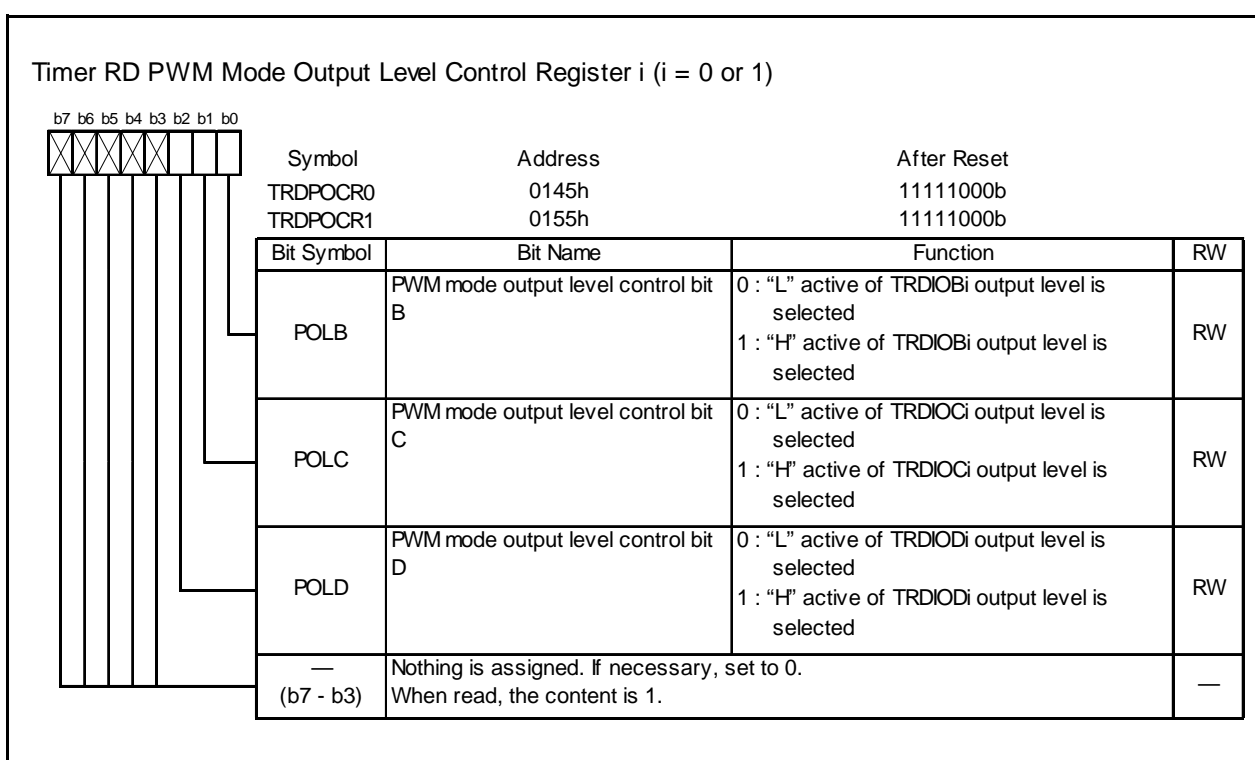 Timer RD PWM Mode Output Level Control Register i (i = 0 or 1)
b7 b6 b5 b4 b3 b2 b1 b0
Symbol Address After Reset
TRDPOCR0 0145h 11111000b
TRDPOCR1 0155h 11111000b
Bit Symbol Bit Name Function RW
POLB
PWM mode output level control bit
B
0 : “L” active of TRDIOBi output level is
selected
1 : “H” active of TRDIOBi output level is
selected
RW
POLC
PWM mode output level control bit
C
0 : “L” active of TRDIOCi output level is
selected
1 : “H” active of TRDIOCi output level is
selected
RW
POLD
PWM mode output level control bit
D
0 : “L” active of TRDIODi output level is
selected
1 : “H” active of TRDIODi output level is
selected
RW
—
(b7 - b3)
Nothing is assigned. If necessary, set to 0.
When read, the content is 1.
—